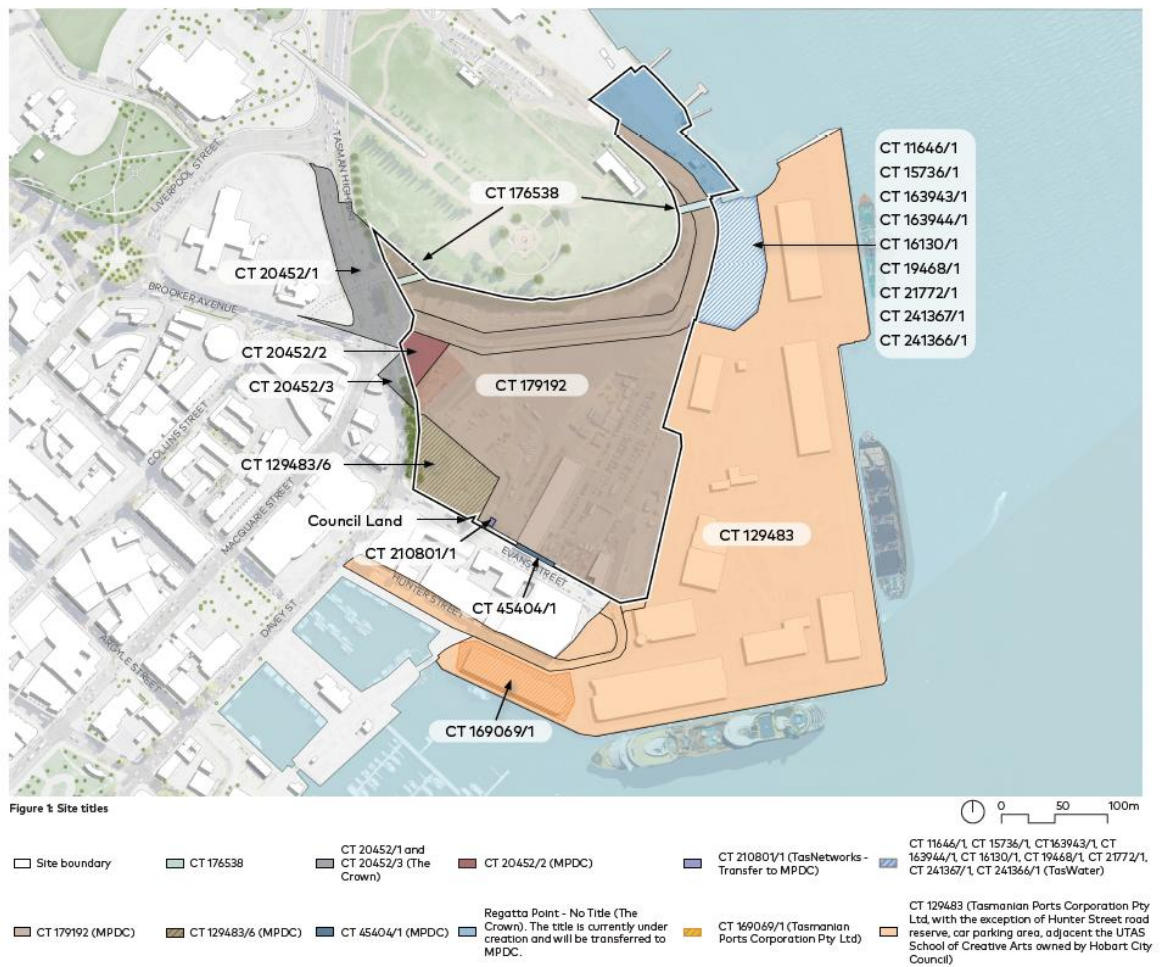 CT 11646/1
CT 15736/1
CT 163943/1
CT 163944/1
CT 16130/1
CT 19468/1
CT 21772/1
CT 241367/1
CT 241366/1
TASMAN HIGH
LIVERPOOL STREET
CT 176538
CT 20452/1
BROOKER AVENUE
CT 20452/2
CT 20452/3
CT 179192
COLLINS STREET
CT 129483/6
MACQUARIE STREET
Council Land
CT 210801/1
EVANS STREET
CT 129483
HUNTER STREET
CT 45404/1
DAVEY ST
ARGYLE STREET
CT 169069/1
Figure 1: Site titles
0 50 100m
Site boundary
CT 176538
CT 20452/1 and
CT 20452/3 (The
Crown)
CT 20452/2 (MPDC)
CT 210801/1 (TasNetworks -
Transfer to MPDC)
CT 11646/1, CT 15736/1, CT163943/1, CT
163944/1, CT 16130/1, CT 19468/1, CT 21772/1,
CT 241367/1, CT 241366/1 (TasWater)
CT 179192 (MPDC)
CT 129483/6 (MPDC)
CT 45404/1 (MPDC)
Regatta Point - No Title (The
Crown). The title is currently under
creation and will be transferred to
MPDC.
CT 169069/1 (Tasmanian
Ports Corporation Pty Ltd)
CT 129483 (Tasmanian Ports Corporation Pty
Ltd, with the exception of Hunter Street road
reserve, car parking area, adjacent the UTAS
School of Creative Arts owned by Hobart City
Council)